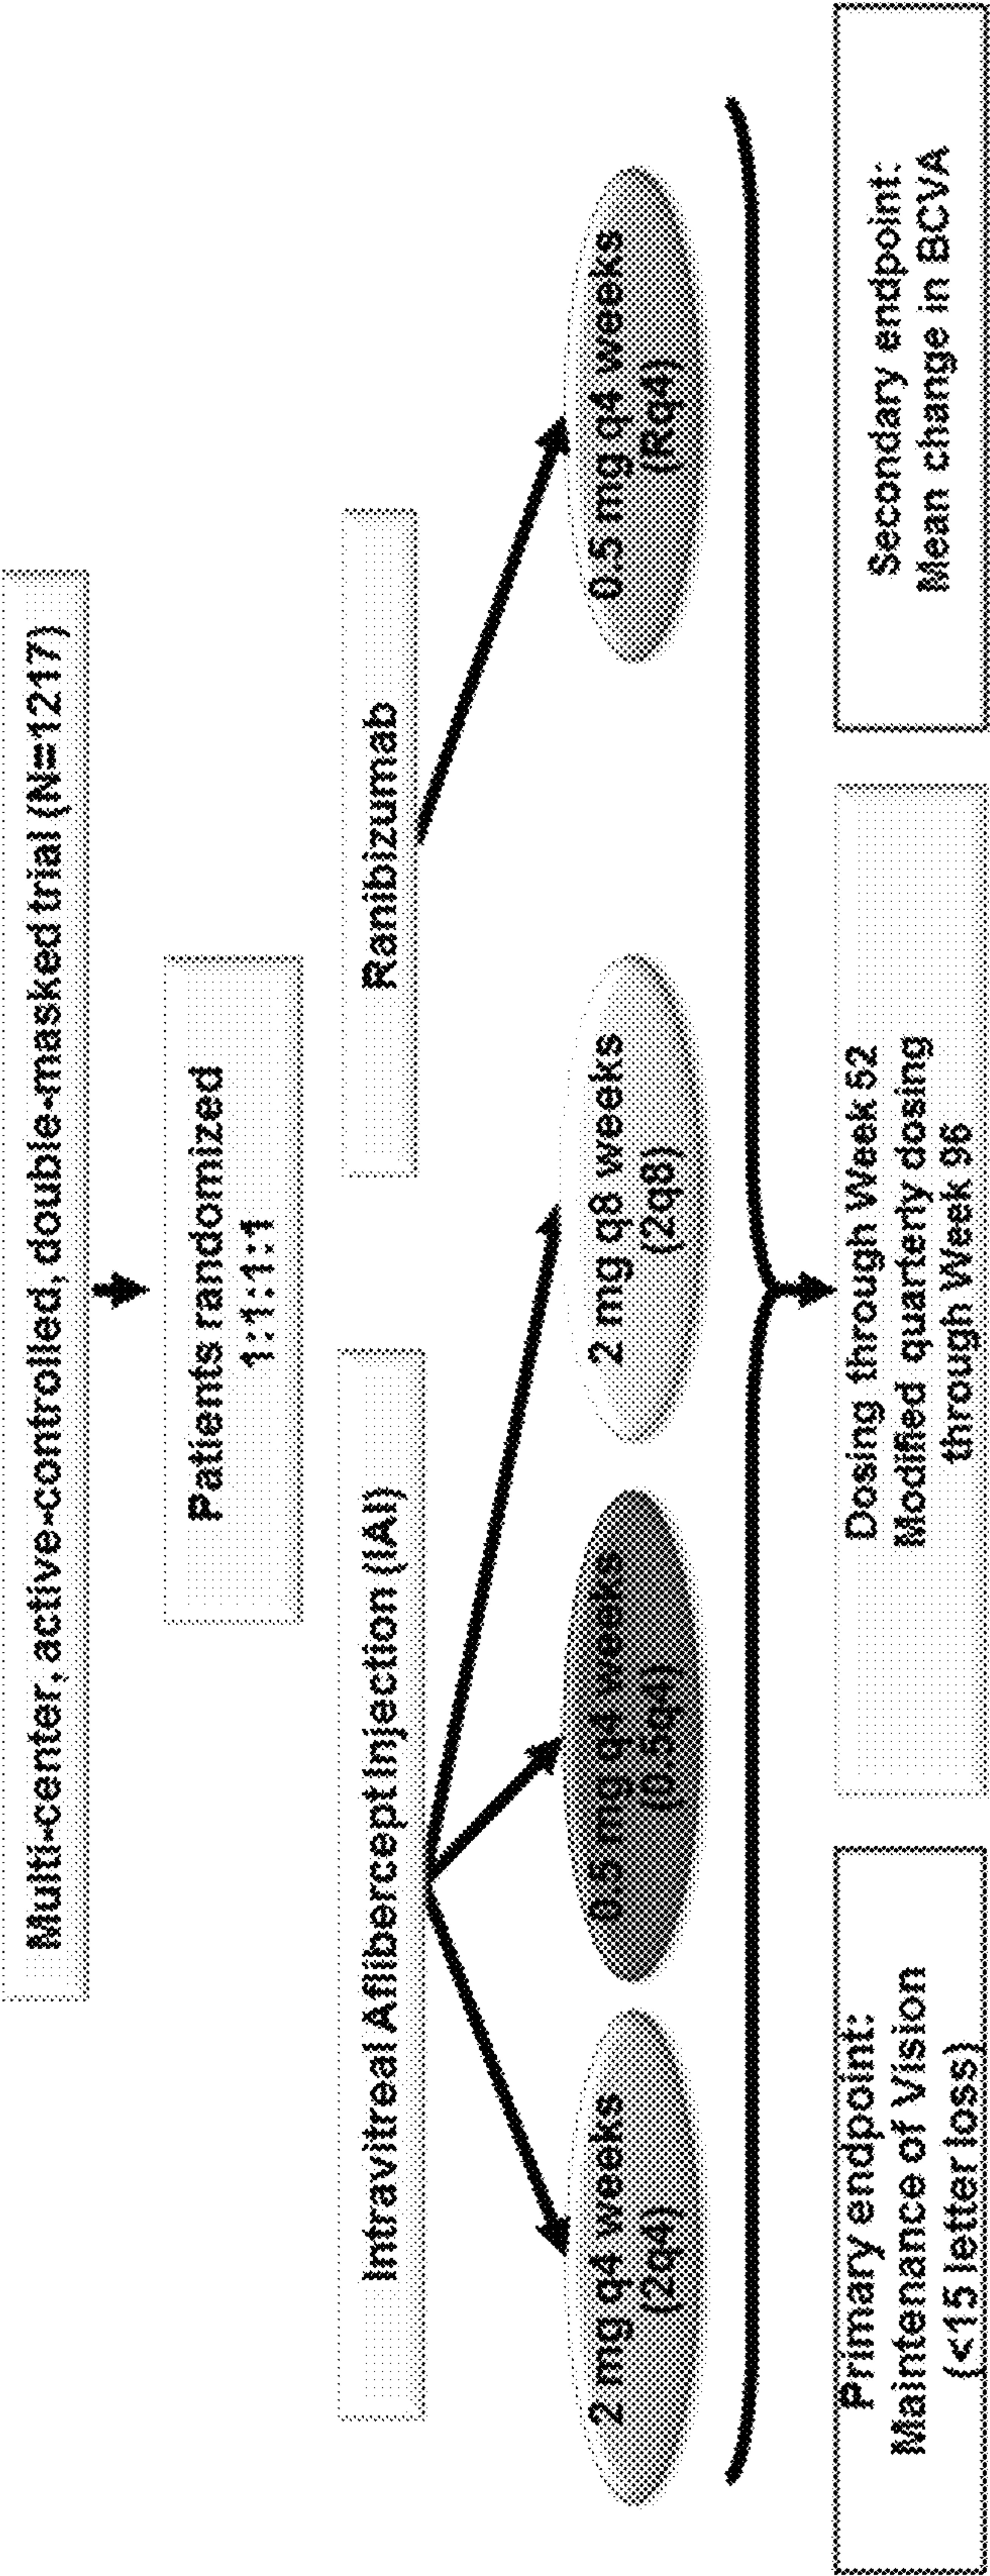 Multi-center, active-controlled, double-masked trial (N=1217)
Patients randomized
1:1:1:1
Intravitreal Aflibercept Injection (IAI)
Ranibizumab
2 mg q4 weeks
(2q4)
0.5 mg q4 weeks
(0.5q4)
2 mg q8 weeks
(2q8)
0.5 mg q4 weeks
(Rq4)
Primary endpoint:
Maintenance of Vision
(<15 letter loss)
Dosing through Week 52
Modified quarterly dosing
through Week 96
Secondary endpoint:
Mean change in BCVA